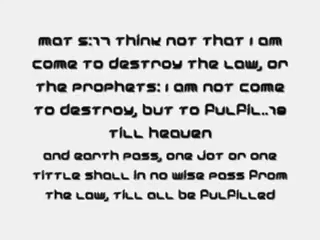 mat 5:17 Think not that I am
come to destroy the law, or
the prophets: I am not come
to destroy, but to fulfil..18
Till heaven
and earth pass, one jot or one
tittle shall in no wise pass from
the law, till all be fulfilled